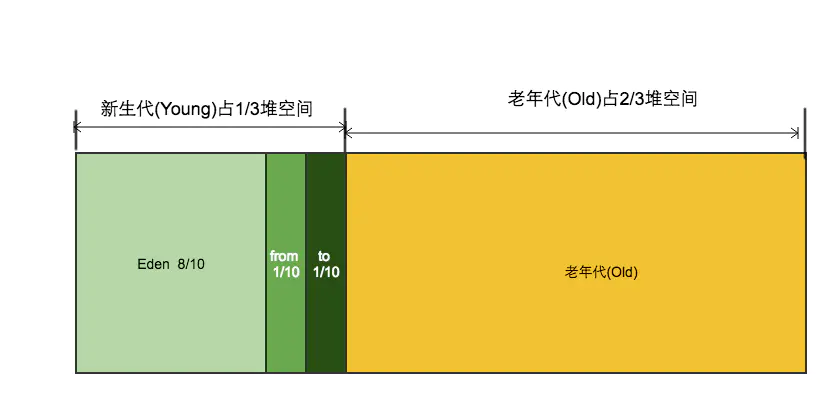 新生代(Young)占1/3堆空间
老年代(Old)占2/3堆空间
Eden 8/10
from
1/10
to
1/10
老年代(Old)